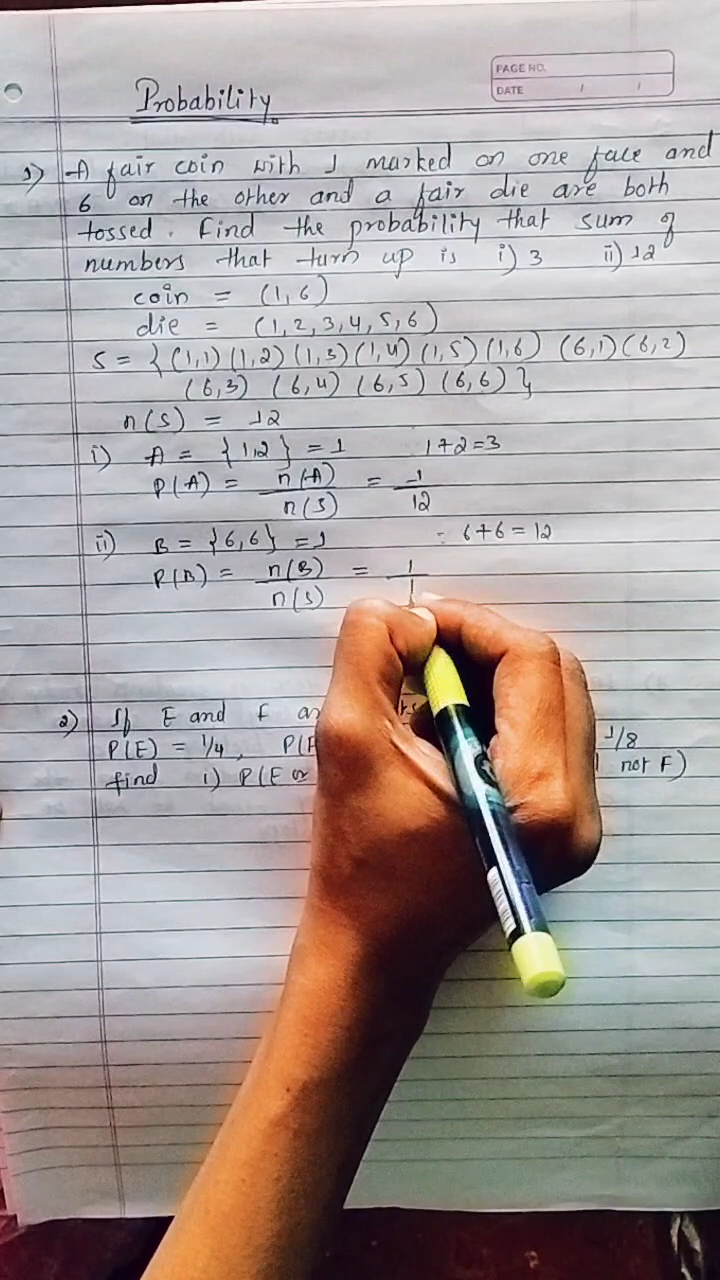 Probability
PAGE NO.
DATE / /
1) A fair coin with 1 marked on one face and
6 on the other and a fair die are both
tossed. Find the probability that sum of
numbers that turn up is i) 3 ii) 12
coin = (1,6)
die = (1,2,3,4,5,6)
S = { (1,1) (1,2) (1,3) (1,4) (1,5) (1,6) (6,1) (6,2)
(6,3) (6,4) (6,5) (6,6) }
n(S) = 12
i) A = {1,2} = 1 1+2=3
P(A) = n(A)/n(S) = 1/12
ii) B = {6,6} = 1 = 6+6=12
P(B) = n(B)/n(S) = 1/1
2) If E and F
P(E) = 1/4, 1/8
find i) P(E not F)